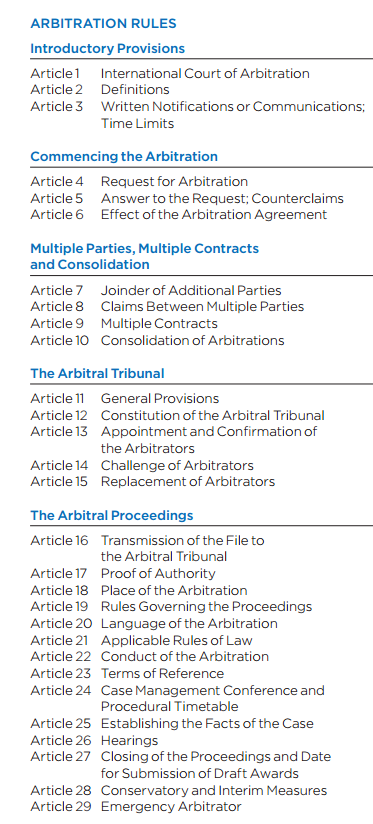 ARBITRATION RULES
Introductory Provisions
Article 1 International Court of Arbitration
Article 2 Definitions
Article 3 Written Notifications or Communications;
Time Limits
Commencing the Arbitration
Article 4 Request for Arbitration
Article 5 Answer to the Request; Counterclaims
Article 6 Effect of the Arbitration Agreement
Multiple Parties, Multiple Contracts
and Consolidation
Article 7 Joinder of Additional Parties
Article 8 Claims Between Multiple Parties
Article 9 Multiple Contracts
Article 10 Consolidation of Arbitrations
The Arbitral Tribunal
Article 11 General Provisions
Article 12 Constitution of the Arbitral Tribunal
Article 13 Appointment and Confirmation of
the Arbitrators
Article 14 Challenge of Arbitrators
Article 15 Replacement of Arbitrators
The Arbitral Proceedings
Article 16 Transmission of the File to
the Arbitral Tribunal
Article 17 Proof of Authority
Article 18 Place of the Arbitration
Article 19 Rules Governing the Proceedings
Article 20 Language of the Arbitration
Article 21 Applicable Rules of Law
Article 22 Conduct of the Arbitration
Article 23 Terms of Reference
Article 24 Case Management Conference and
Procedural Timetable
Article 25 Establishing the Facts of the Case
Article 26 Hearings
Article 27 Closing of the Proceedings and Date
for Submission of Draft Awards
Article 28 Conservatory and Interim Measures
Article 29 Emergency Arbitrator